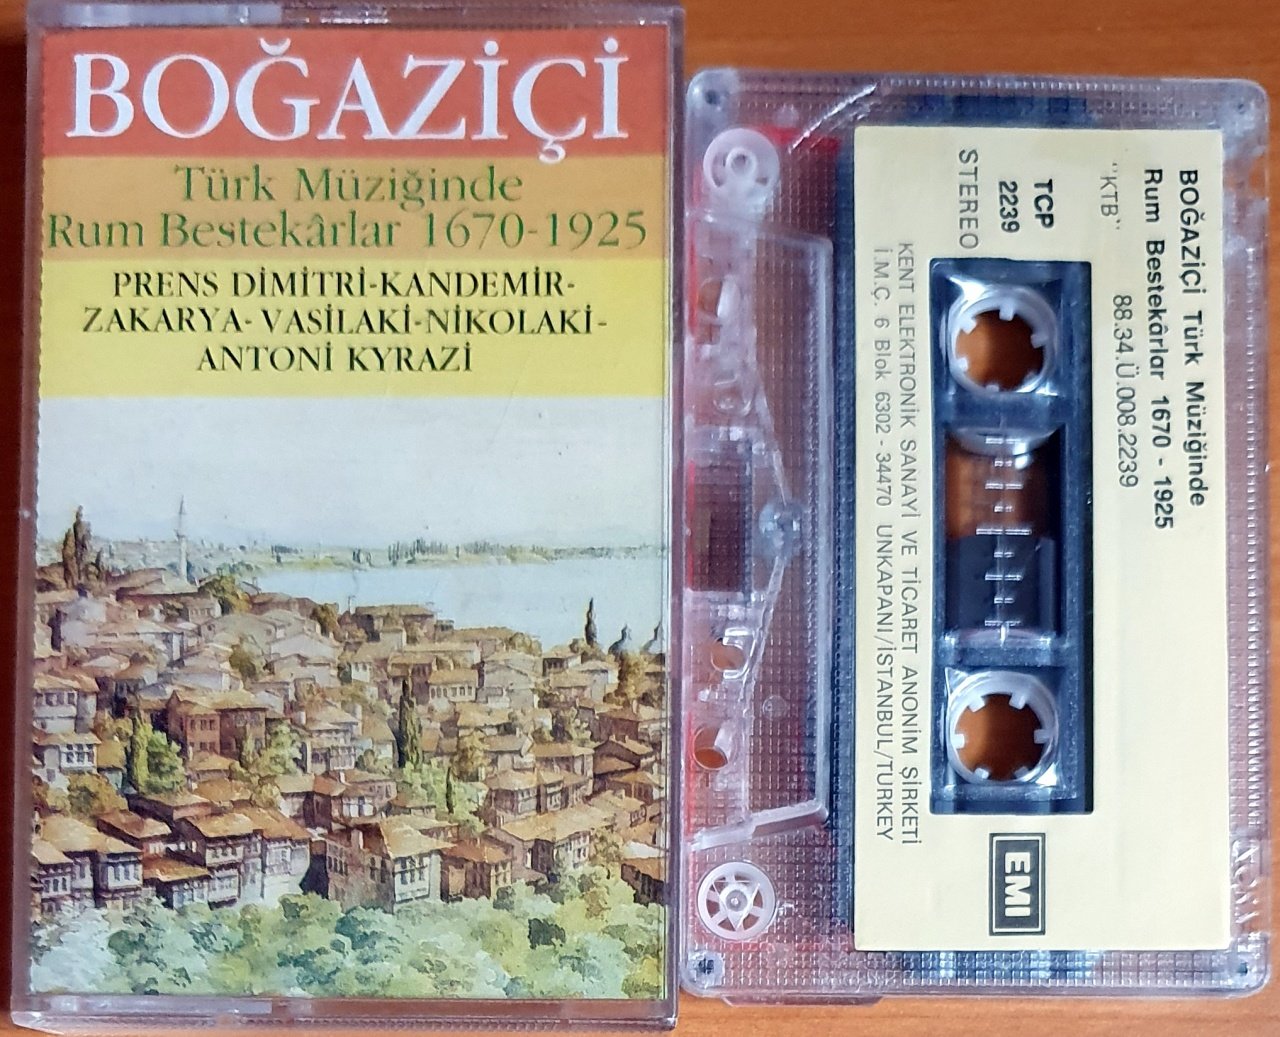 BOĞAZİÇİ
Türk Müziğinde
Rum Bestekârlar 1670-1925
PRENS DİMİTRİ-KANDEMİR-
ZAKARYA-VASİLAKİ-NİKOLAKİ-
ANTONİ KYRAZİ
BOĞAZİÇİ Türk Müziğinde
Rum Bestekârlar 1670 - 1925
"KTB" 88.34.Ü.008.2239
TCP
2239
STEREO
EMI
KENT ELEKTRONİK SANAYİ VE TİCARET ANONİM ŞİRKETİ
İ.M.Ç. 6 Blok 6302 - 34470 UNKAPANI/İSTANBUL/TURKEY